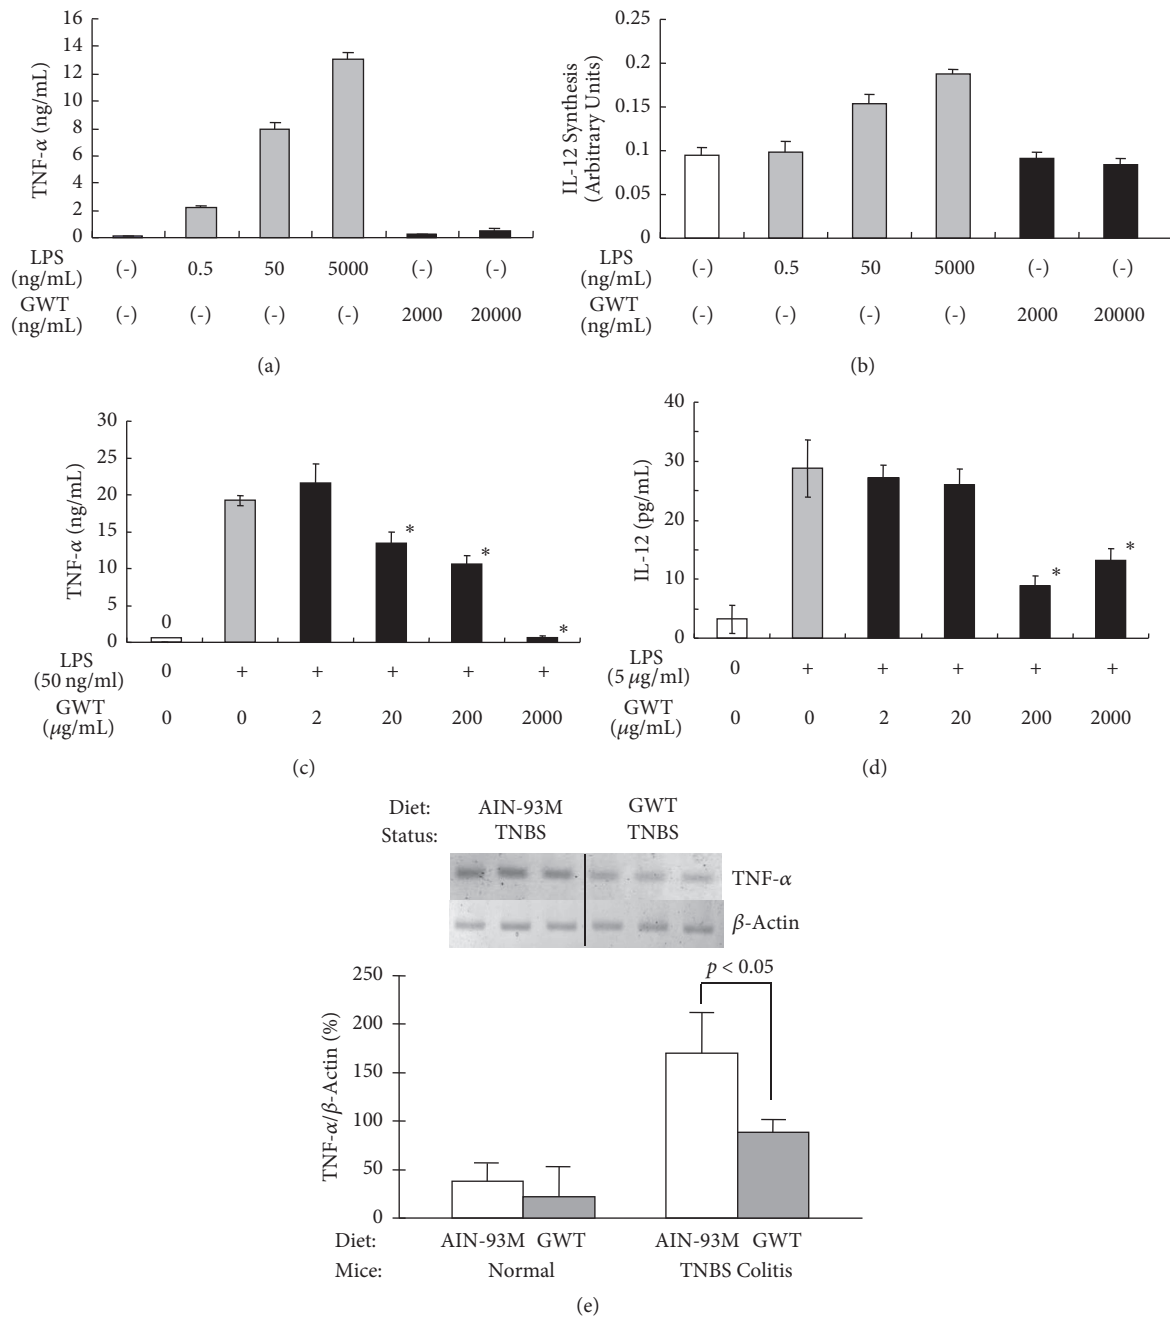 16
14
12
10
8
6
4
2
0
TNF-α (ng/mL)
LPS
(ng/mL)
(-) 0.5 50 5000 (-) (-)
GWT
(ng/mL)
(-) (-) (-) (-) 2000 20000
(a)
0.25
0.2
0.15
0.1
0.05
0
IL-12 Synthesis
(Arbitrary Units)
LPS
(ng/mL)
(-) 0.5 50 5000 (-) (-)
GWT
(ng/mL)
(-) (-) (-) (-) 2000 20000
(b)
30
25
20
15
10
5
0
TNF-α (ng/mL)
0
*
*
*
LPS
(50 ng/ml)
0 + + + + +
GWT
(μg/mL)
0 0 2 20 200 2000
(c)
40
30
20
10
0
IL-12 (pg/mL)
*
*
LPS
(5 μg/ml)
0 + + + + +
GWT
(μg/mL)
0 0 2 20 200 2000
(d)
Diet: AIN-93M GWT
Status: TNBS TNBS
TNF-α
β-Actin
250
200
150
100
50
0
TNF-α/β-Actin (%)
p < 0.05
Diet: AIN-93M GWT AIN-93M GWT
Mice: Normal TNBS Colitis
(e)